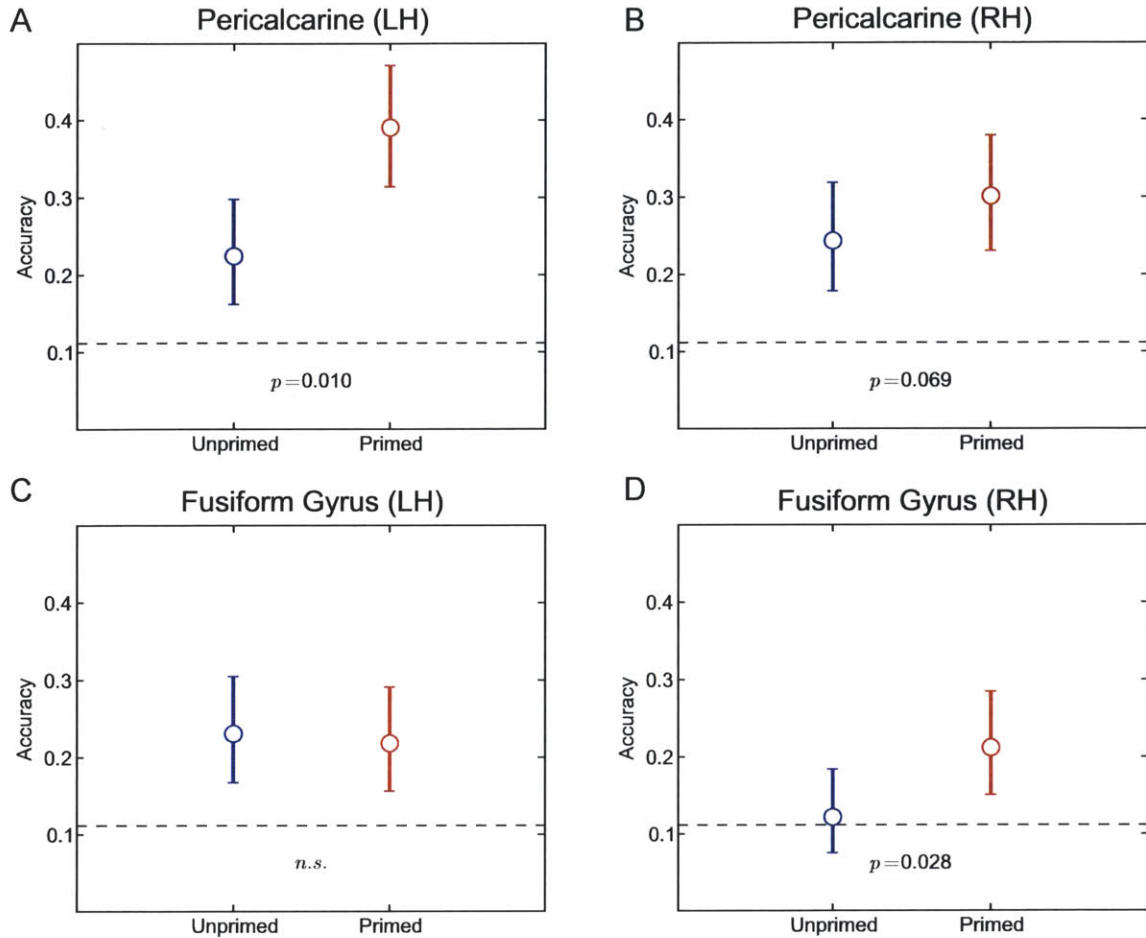 A
Pericalcarine (LH)
Accuracy
0.4
0.3
0.2
0.1
p=0.010
Unprimed
Primed
B
Pericalcarine (RH)
Accuracy
0.4
0.3
0.2
0.1
p=0.069
Unprimed
Primed
C
Fusiform Gyrus (LH)
Accuracy
0.4
0.3
0.2
0.1
n.s.
Unprimed
Primed
D
Fusiform Gyrus (RH)
Accuracy
0.4
0.3
0.2
0.1
p=0.028
Unprimed
Primed